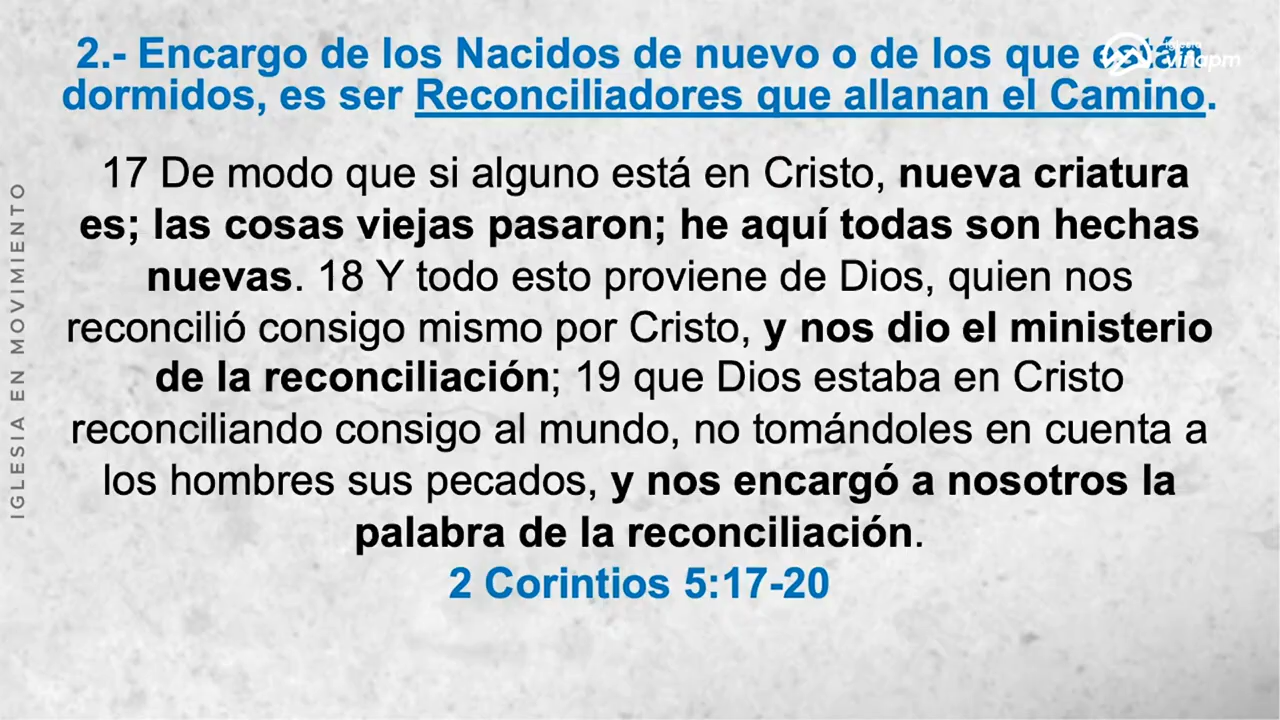 2.- Encargo de los Nacidos de nuevo o de los que están
dormidos, es ser Reconciliadores que allanan el Camino.
17 De modo que si alguno está en Cristo, nueva criatura
es; las cosas viejas pasaron; he aquí todas son hechas
nuevas. 18 Y todo esto proviene de Dios, quien nos
reconcilió consigo mismo por Cristo, y nos dio el ministerio
de la reconciliación; 19 que Dios estaba en Cristo
reconciliando consigo al mundo, no tomándoles en cuenta a
los hombres sus pecados, y nos encargó a nosotros la
palabra de la reconciliación.
2 Corintios 5:17-20
IGLESIA EN MOVIMIENTO
iglesia
vinapm